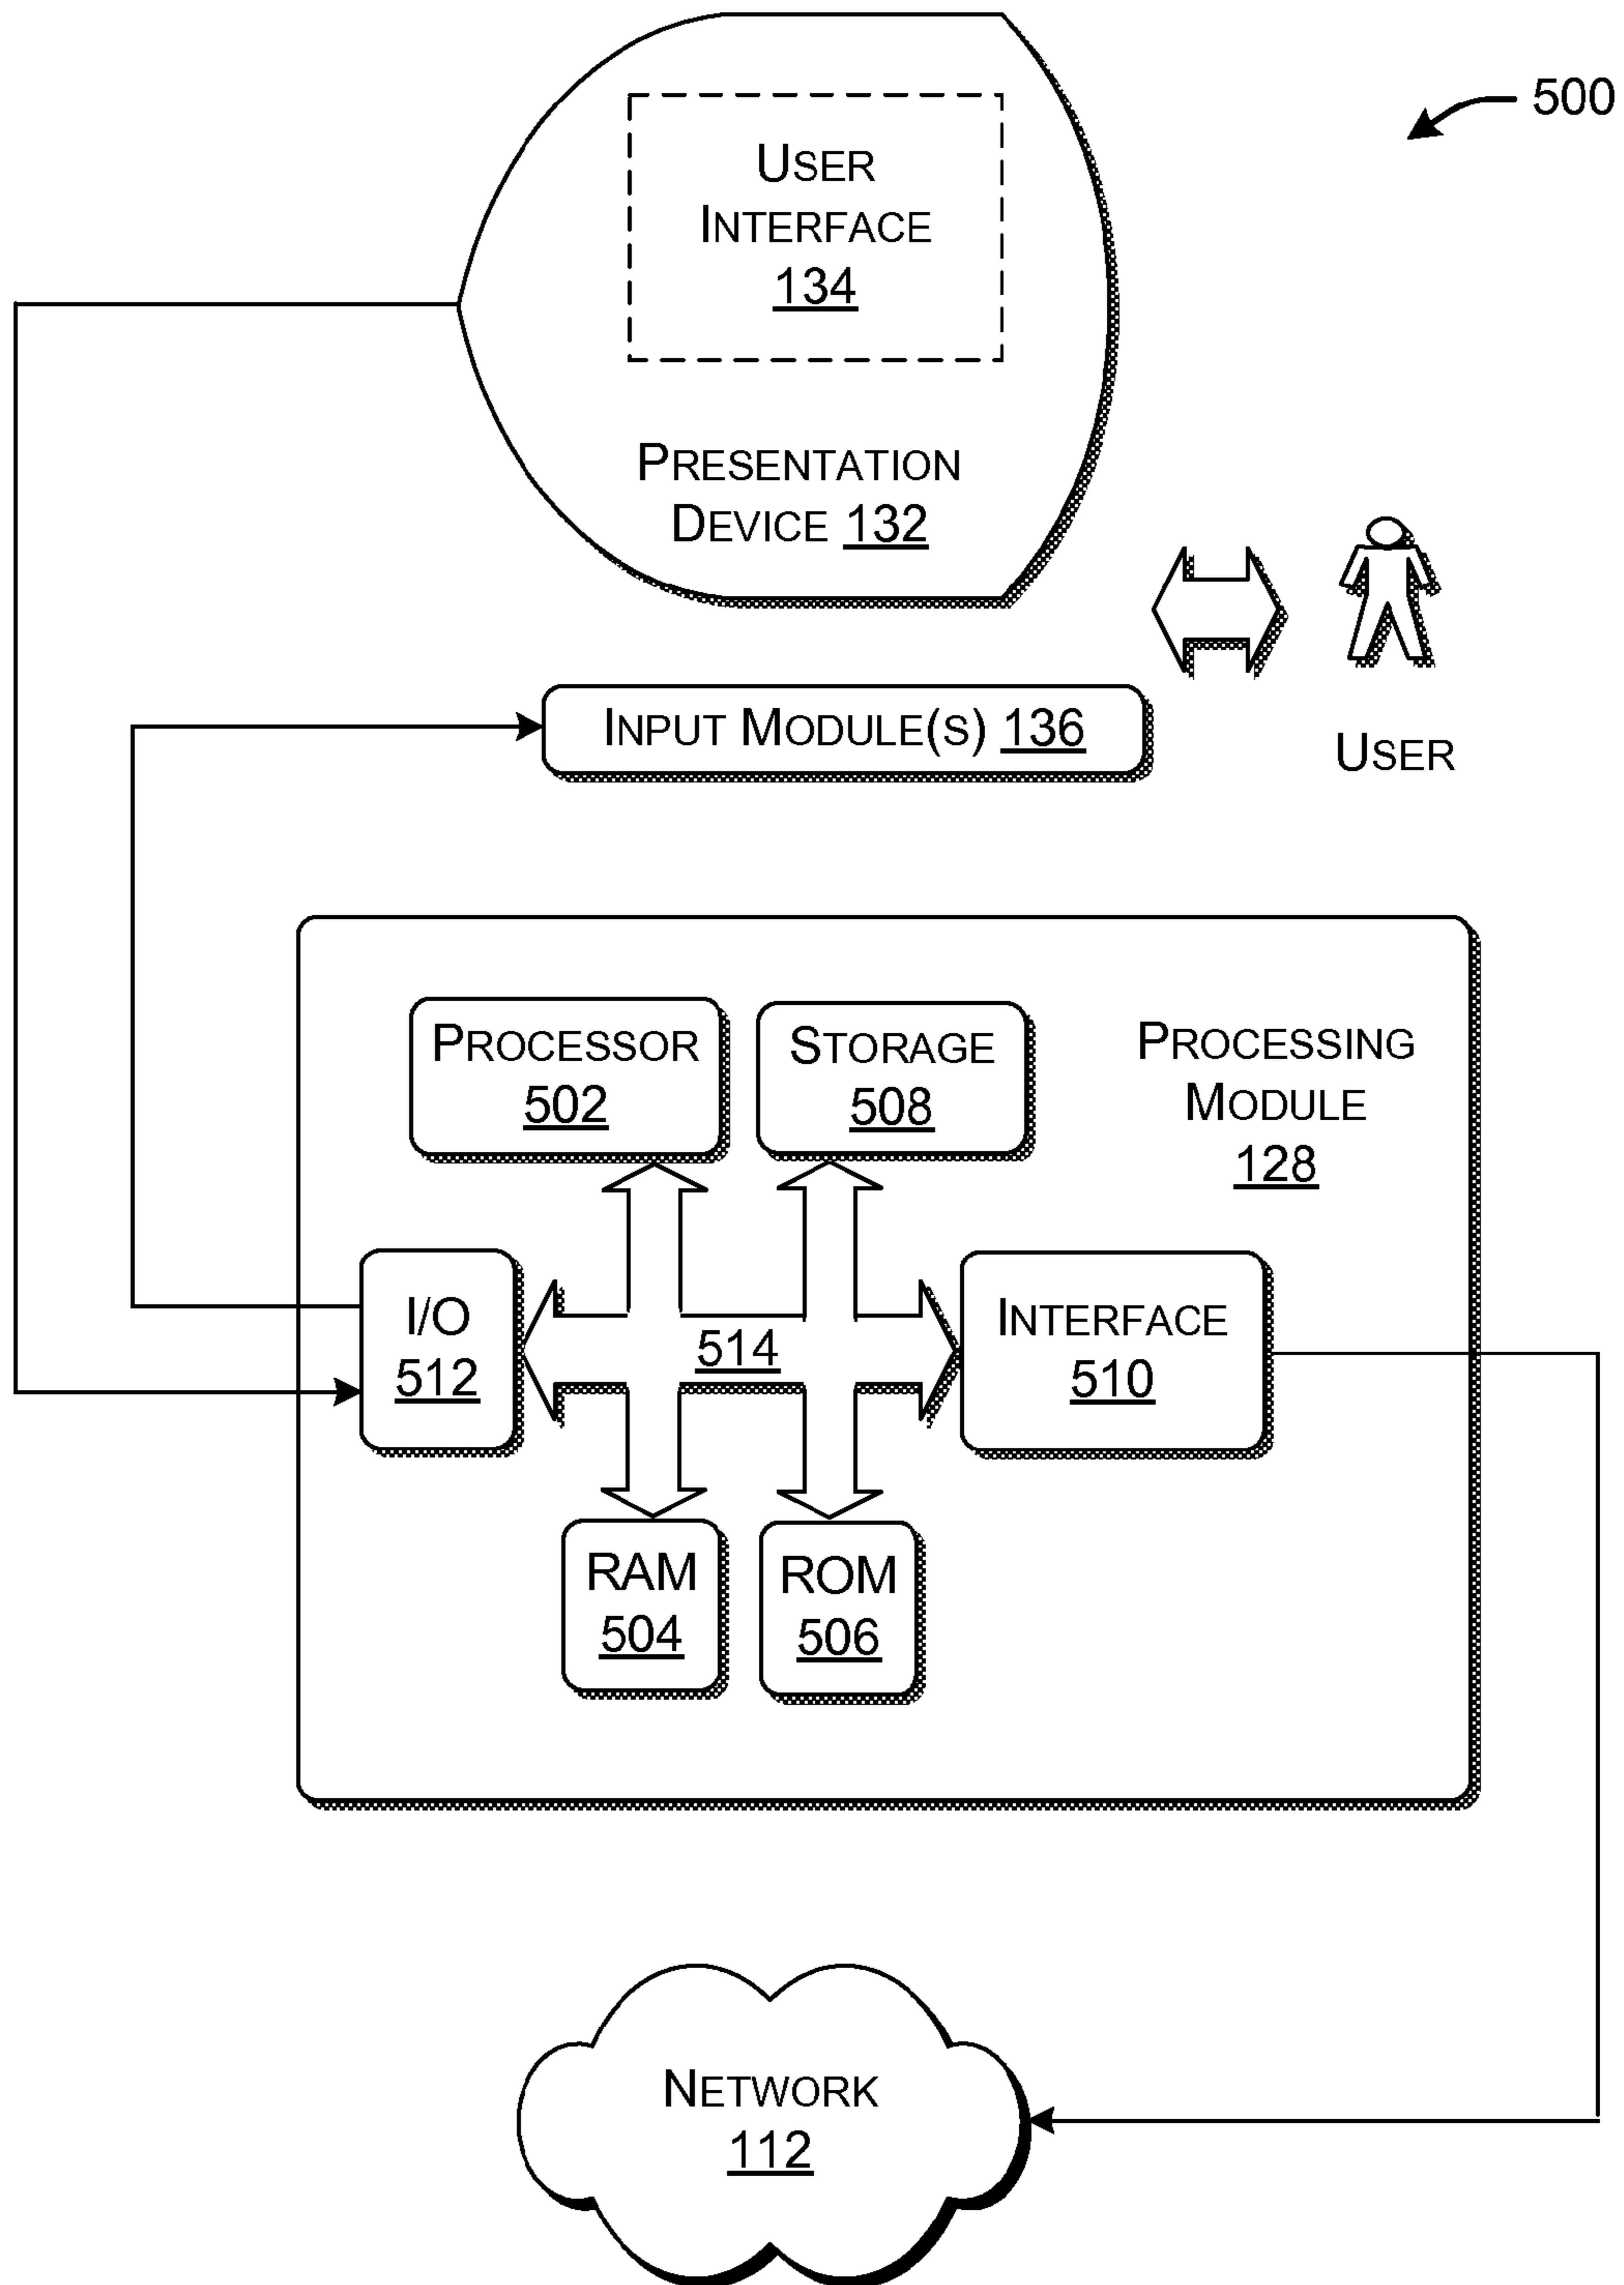 500
USER
INTERFACE
134
PRESENTATION
DEVICE 132
INPUT MODULE(S) 136
USER
PROCESSOR
502
STORAGE
508
PROCESSING
MODULE
128
I/O
512
514
INTERFACE
510
RAM
504
ROM
506
NETWORK
112